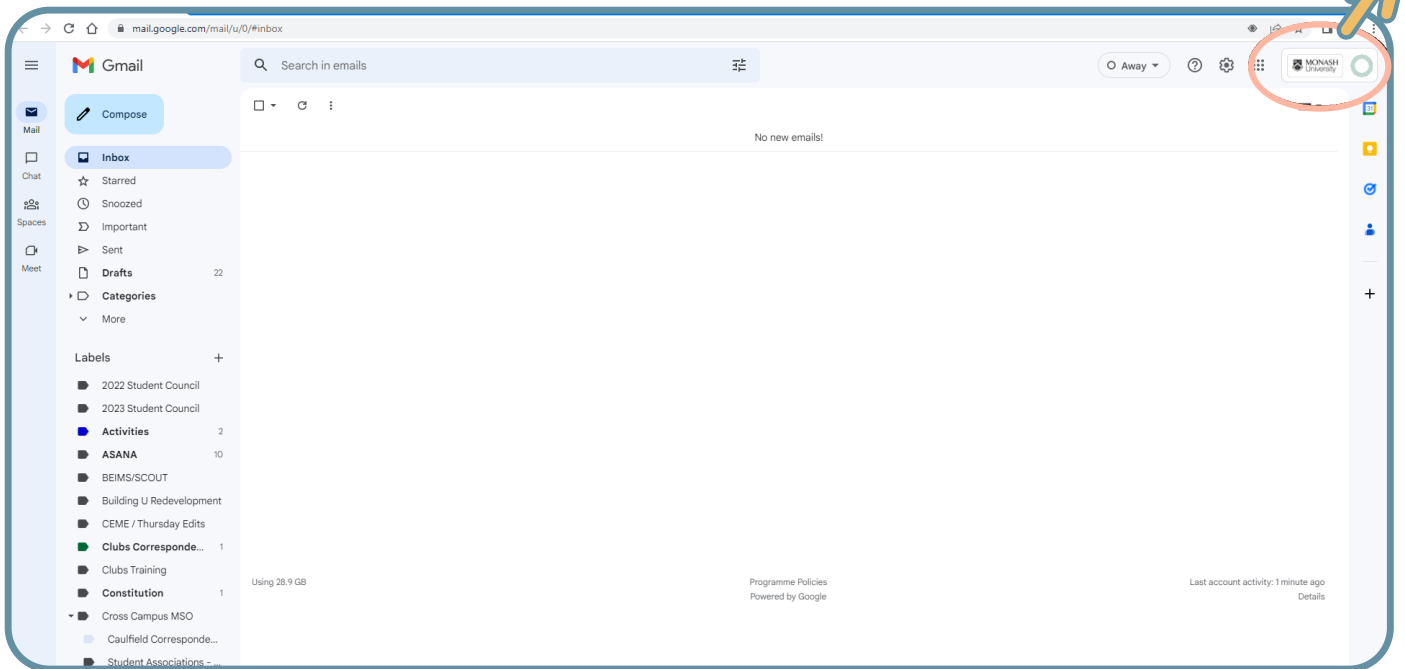 mail.google.com/mail/u/0/#inbox
Gmail
Search in emails
Away
MONASH
University
Mail
Chat
Spaces
Meet
Compose
Inbox
Starred
Snoozed
Important
Sent
Drafts 22
Categories
More
Labels
2022 Student Council
2023 Student Council
Activities 2
ASANA 10
BEIMS/SCOUT
Building U Redevelopment
CEME / Thursday Edits
Clubs Corresponde... 1
Clubs Training
Constitution 1
Cross Campus MSO
Caulfield Corresponde...
Student Associations - ...
No new emails!
31
Using 28.9 GB
Programme Policies
Powered by Google
Last account activity: 1 minute ago
Details